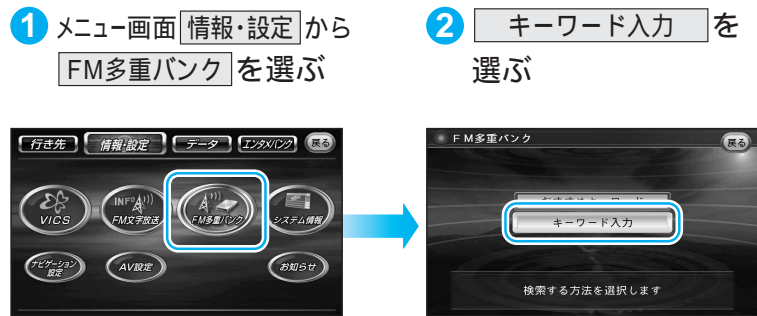 1 メニュー画面 情報・設定 から
FM多重バンク を選ぶ
2 キーワード入力 を
選ぶ
行き先 情報・設定 データ エンタメバンク 戻る
VICS INFO FM文字放送 FM多重バンク システム情報
ナビゲーション
設定 AV設定 お知らせ
FM多重バンク 戻る
キーワード入力
検索する方法を選択します